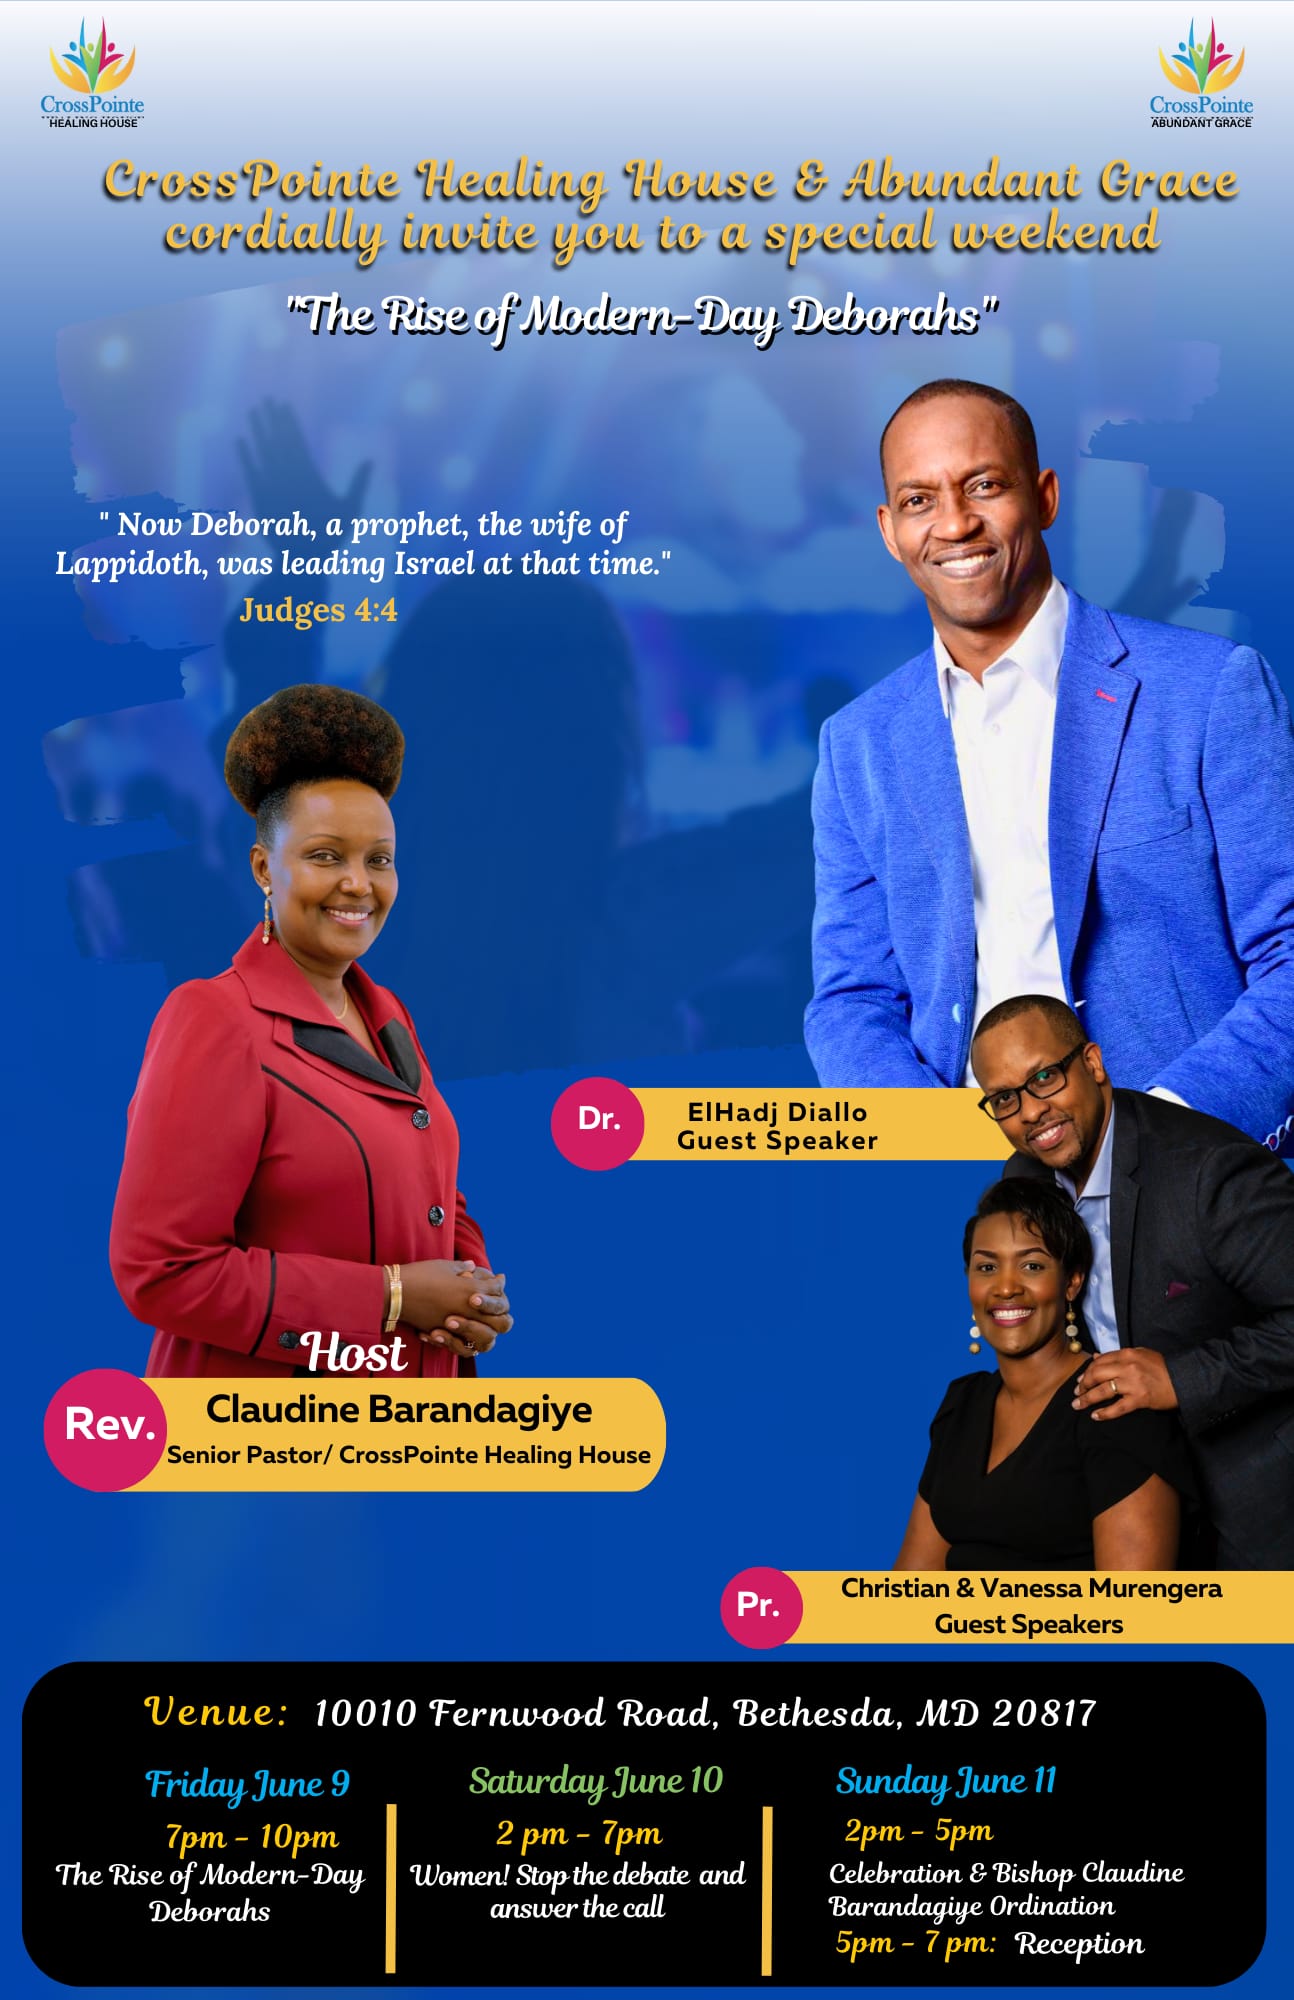 CrossPointe
HEALING HOUSE
CrossPointe
ABUNDANT GRACE
CrossPointe Healing House & Abundant Grace
cordially invite you to a special weekend
"The Rise of Modern-Day Deborahs"
" Now Deborah, a prophet, the wife of
Lappidoth, was leading Israel at that time."
Judges 4:4
Dr.
ElHadj Diallo
Guest Speaker
Host
Rev.
Claudine Barandagiye
Senior Pastor/ CrossPointe Healing House
Pr.
Christian & Vanessa Murengera
Guest Speakers
Venue: 10010 Fernwood Road, Bethesda, MD 20817
Friday June 9
7pm - 10pm
The Rise of Modern-Day
Deborahs
Saturday June 10
2 pm - 7pm
Women! Stop the debate and
answer the call
Sunday June 11
2pm - 5pm
Celebration & Bishop Claudine
Barandagiye Ordination
5pm - 7 pm: Reception